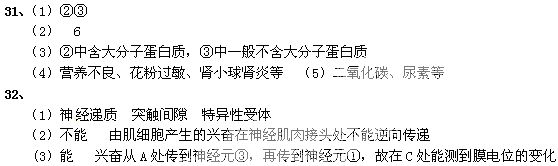 31、(1) ②③
(2) 6
(3) ②中含大分子蛋白质，③中一般不含大分子蛋白质
(4) 营养不良、花粉过敏、肾小球肾炎等 (5) 二氧化碳、尿素等
32、
(1) 神经递质 突触间隙 特异性受体
(2) 不能 由肌细胞产生的兴奋在神经肌肉接头处不能逆向传递
(3) 能 兴奋从A处传到神经元③，再传到神经元①，故在C处能测到膜电位的变化